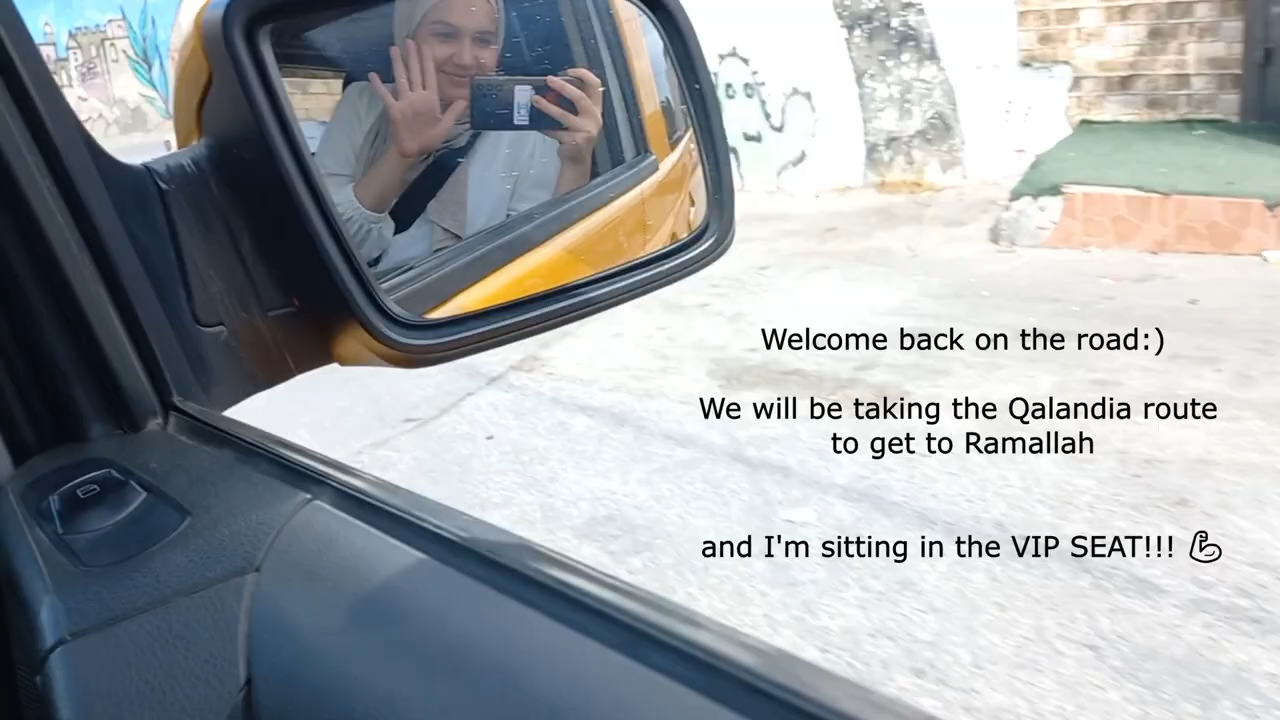 Welcome back on the road:)
We will be taking the Qalandia route
to get to Ramallah
and I'm sitting in the VIP SEAT!!! 💪